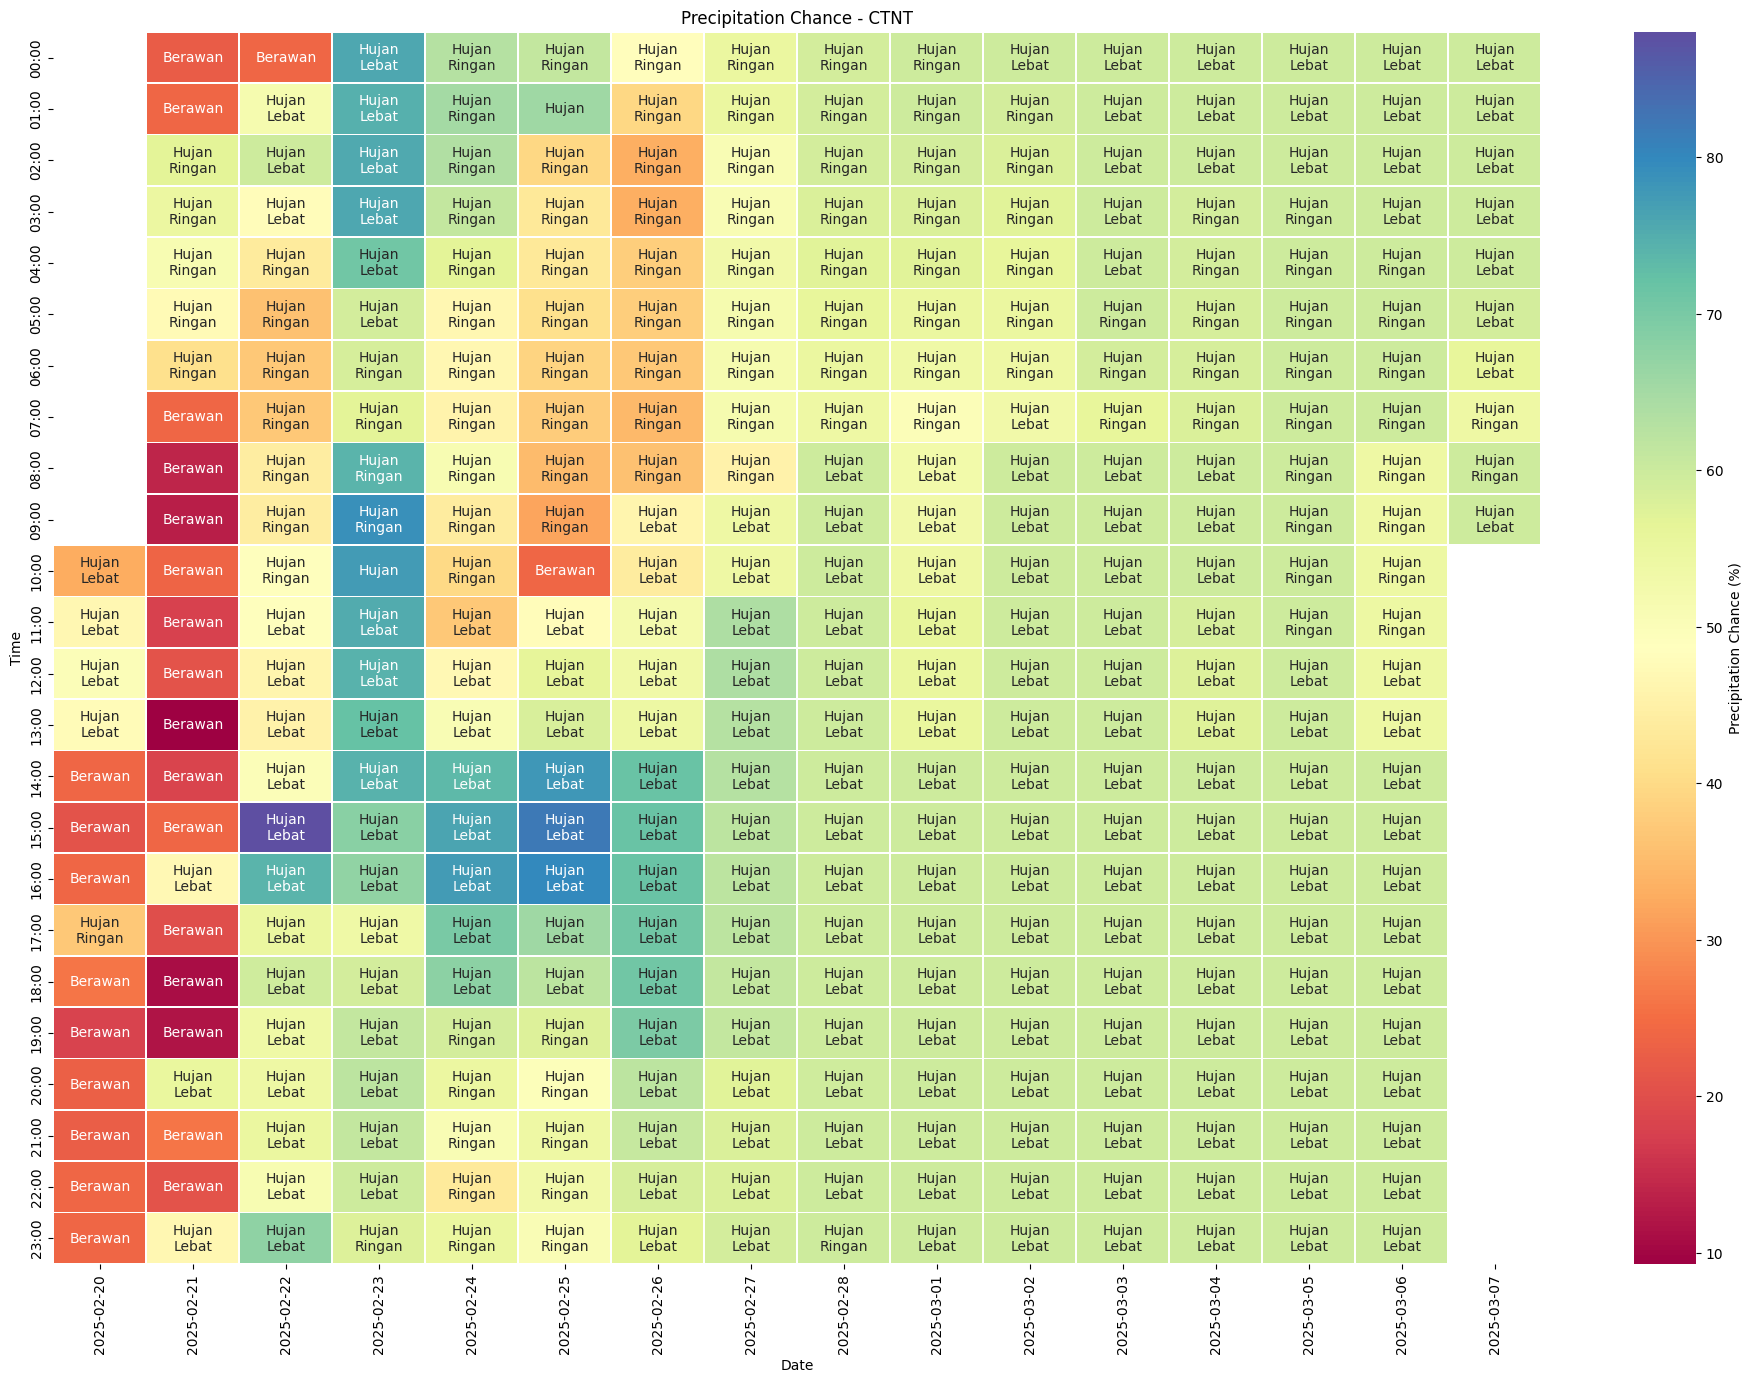 Precipitation Chance - CTNT
00:00 Berawan Berawan Hujan Lebat Hujan Ringan Hujan Ringan Hujan Ringan Hujan Ringan Hujan Ringan Hujan Ringan Hujan Lebat Hujan Lebat Hujan Lebat Hujan Lebat Hujan Lebat Hujan Lebat
01:00 Berawan Hujan Lebat Hujan Lebat Hujan Ringan Hujan Hujan Ringan Hujan Ringan Hujan Ringan Hujan Ringan Hujan Ringan Hujan Lebat Hujan Lebat Hujan Lebat Hujan Lebat Hujan Lebat
02:00 Hujan Ringan Hujan Lebat Hujan Lebat Hujan Ringan Hujan Ringan Hujan Ringan Hujan Ringan Hujan Ringan Hujan Ringan Hujan Ringan Hujan Lebat Hujan Lebat Hujan Lebat Hujan Lebat Hujan Lebat
03:00 Hujan Ringan Hujan Lebat Hujan Lebat Hujan Ringan Hujan Ringan Hujan Ringan Hujan Ringan Hujan Ringan Hujan Ringan Hujan Ringan Hujan Lebat Hujan Ringan Hujan Ringan Hujan Lebat Hujan Lebat
04:00 Hujan Ringan Hujan Ringan Hujan Lebat Hujan Ringan Hujan Ringan Hujan Ringan Hujan Ringan Hujan Ringan Hujan Ringan Hujan Ringan Hujan Lebat Hujan Ringan Hujan Ringan Hujan Ringan Hujan Lebat
05:00 Hujan Ringan Hujan Ringan Hujan Lebat Hujan Ringan Hujan Ringan Hujan Ringan Hujan Ringan Hujan Ringan Hujan Ringan Hujan Ringan Hujan Ringan Hujan Ringan Hujan Ringan Hujan Ringan Hujan Lebat
06:00 Hujan Ringan Hujan Ringan Hujan Ringan Hujan Ringan Hujan Ringan Hujan Ringan Hujan Ringan Hujan Ringan Hujan Ringan Hujan Ringan Hujan Ringan Hujan Ringan Hujan Ringan Hujan Ringan Hujan Lebat
07:00 Berawan Hujan Ringan Hujan Ringan Hujan Ringan Hujan Ringan Hujan Ringan Hujan Ringan Hujan Ringan Hujan Ringan Hujan Lebat Hujan Ringan Hujan Ringan Hujan Ringan Hujan Ringan Hujan Ringan
08:00 Berawan Hujan Ringan Hujan Ringan Hujan Ringan Hujan Ringan Hujan Ringan Hujan Ringan Hujan Lebat Hujan Lebat Hujan Lebat Hujan Lebat Hujan Lebat Hujan Ringan Hujan Ringan Hujan Ringan
09:00 Berawan Hujan Ringan Hujan Ringan Hujan Ringan Hujan Ringan Hujan Lebat Hujan Lebat Hujan Lebat Hujan Lebat Hujan Lebat Hujan Lebat Hujan Lebat Hujan Ringan Hujan Ringan Hujan Lebat
10:00 Hujan Lebat Berawan Hujan Ringan Hujan Hujan Ringan Berawan Hujan Lebat Hujan Lebat Hujan Lebat Hujan Lebat Hujan Lebat Hujan Lebat Hujan Lebat Hujan Ringan Hujan Ringan
11:00 Hujan Lebat Berawan Hujan Lebat Hujan Lebat Hujan Lebat Hujan Lebat Hujan Lebat Hujan Lebat Hujan Lebat Hujan Lebat Hujan Lebat Hujan Lebat Hujan Lebat Hujan Ringan Hujan Ringan
12:00 Hujan Lebat Berawan Hujan Lebat Hujan Lebat Hujan Lebat Hujan Lebat Hujan Lebat Hujan Lebat Hujan Lebat Hujan Lebat Hujan Lebat Hujan Lebat Hujan Lebat Hujan Lebat Hujan Lebat
13:00 Hujan Lebat Berawan Hujan Lebat Hujan Lebat Hujan Lebat Hujan Lebat Hujan Lebat Hujan Lebat Hujan Lebat Hujan Lebat Hujan Lebat Hujan Lebat Hujan Lebat Hujan Lebat Hujan Lebat
14:00 Berawan Berawan Hujan Lebat Hujan Lebat Hujan Lebat Hujan Lebat Hujan Lebat Hujan Lebat Hujan Lebat Hujan Lebat Hujan Lebat Hujan Lebat Hujan Lebat Hujan Lebat Hujan Lebat
15:00 Berawan Berawan Hujan Lebat Hujan Lebat Hujan Lebat Hujan Lebat Hujan Lebat Hujan Lebat Hujan Lebat Hujan Lebat Hujan Lebat Hujan Lebat Hujan Lebat Hujan Lebat Hujan Lebat
16:00 Berawan Hujan Lebat Hujan Lebat Hujan Lebat Hujan Lebat Hujan Lebat Hujan Lebat Hujan Lebat Hujan Lebat Hujan Lebat Hujan Lebat Hujan Lebat Hujan Lebat Hujan Lebat Hujan Lebat
17:00 Hujan Ringan Berawan Hujan Lebat Hujan Lebat Hujan Lebat Hujan Lebat Hujan Lebat Hujan Lebat Hujan Lebat Hujan Lebat Hujan Lebat Hujan Lebat Hujan Lebat Hujan Lebat Hujan Lebat
18:00 Berawan Berawan Hujan Lebat Hujan Lebat Hujan Lebat Hujan Lebat Hujan Lebat Hujan Lebat Hujan Lebat Hujan Lebat Hujan Lebat Hujan Lebat Hujan Lebat Hujan Lebat Hujan Lebat
19:00 Berawan Berawan Hujan Lebat Hujan Lebat Hujan Ringan Hujan Ringan Hujan Lebat Hujan Lebat Hujan Lebat Hujan Lebat Hujan Lebat Hujan Lebat Hujan Lebat Hujan Lebat Hujan Lebat
20:00 Berawan Hujan Lebat Hujan Lebat Hujan Lebat Hujan Ringan Hujan Ringan Hujan Lebat Hujan Lebat Hujan Lebat Hujan Lebat Hujan Lebat Hujan Lebat Hujan Lebat Hujan Lebat Hujan Lebat
21:00 Berawan Berawan Hujan Lebat Hujan Lebat Hujan Ringan Hujan Ringan Hujan Lebat Hujan Lebat Hujan Lebat Hujan Lebat Hujan Lebat Hujan Lebat Hujan Lebat Hujan Lebat Hujan Lebat
22:00 Berawan Berawan Hujan Lebat Hujan Lebat Hujan Ringan Hujan Ringan Hujan Lebat Hujan Lebat Hujan Lebat Hujan Lebat Hujan Lebat Hujan Lebat Hujan Lebat Hujan Lebat Hujan Lebat
23:00 Berawan Hujan Lebat Hujan Lebat Hujan Ringan Hujan Ringan Hujan Ringan Hujan Lebat Hujan Lebat Hujan Ringan Hujan Lebat Hujan Lebat Hujan Lebat Hujan Lebat Hujan Lebat Hujan Lebat
Time
2025-02-20 2025-02-21 2025-02-22 2025-02-23 2025-02-24 2025-02-25 2025-02-26 2025-02-27 2025-02-28 2025-03-01 2025-03-02 2025-03-03 2025-03-04 2025-03-05 2025-03-06 2025-03-07
Date
80
70
60
50
40
30
20
10
Precipitation Chance (%)